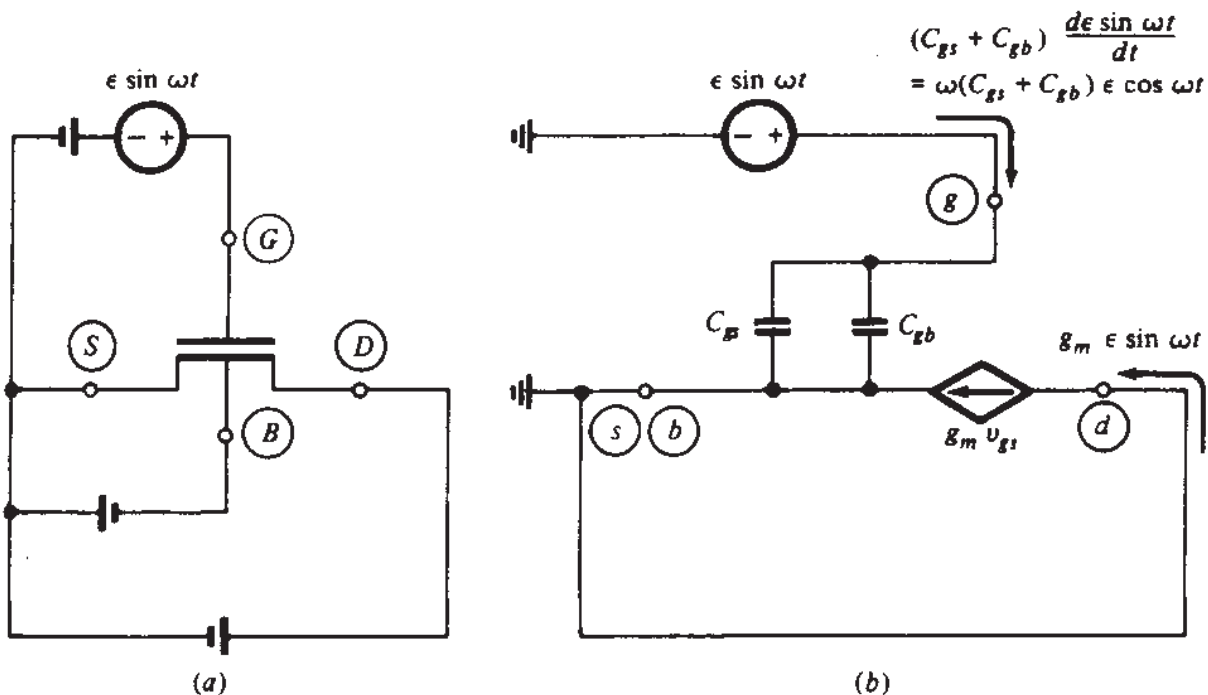 ϵ sin ωt
− +
G
S
D
B
(a)
(C_gs + C_gb) dϵ sin ωt / dt
= ω(C_gs + C_gb) ϵ cos ωt
ϵ sin ωt
− +
g
C_gs
C_gb
g_m ϵ sin ωt
s
b
g_m υ_gs
d
(b)